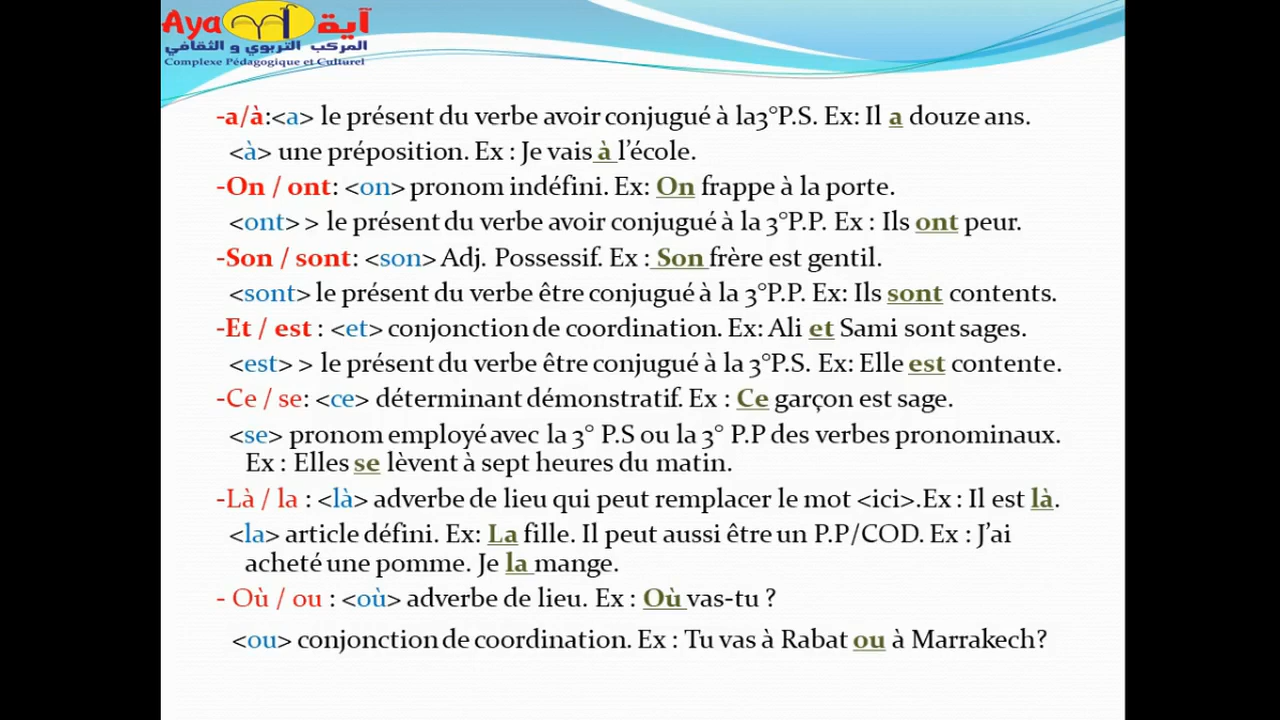 Aya آية
المركب التربوي و الثقافي
Complexe Pédagogique et Culturel
-a/à:<a> le présent du verbe avoir conjugué à la3°P.S. Ex: Il a douze ans.
<à> une préposition. Ex : Je vais à l’école.
-On / ont: <on> pronom indéfini. Ex: On frappe à la porte.
<ont> > le présent du verbe avoir conjugué à la 3°P.P. Ex : Ils ont peur.
-Son / sont: <son> Adj. Possessif. Ex : Son frère est gentil.
<sont> le présent du verbe être conjugué à la 3°P.P. Ex: Ils sont contents.
-Et / est : <et> conjonction de coordination. Ex: Ali et Sami sont sages.
<est> > le présent du verbe être conjugué à la 3°P.S. Ex: Elle est contente.
-Ce / se: <ce> déterminant démonstratif. Ex : Ce garçon est sage.
<se> pronom employé avec la 3° P.S ou la 3° P.P des verbes pronominaux.
Ex : Elles se lèvent à sept heures du matin.
-Là / la : <là> adverbe de lieu qui peut remplacer le mot <ici>.Ex : Il est là.
<la> article défini. Ex: La fille. Il peut aussi être un P.P/COD. Ex : J’ai
acheté une pomme. Je la mange.
- Où / ou : <où> adverbe de lieu. Ex : Où vas-tu ?
<ou> conjonction de coordination. Ex : Tu vas à Rabat ou à Marrakech?